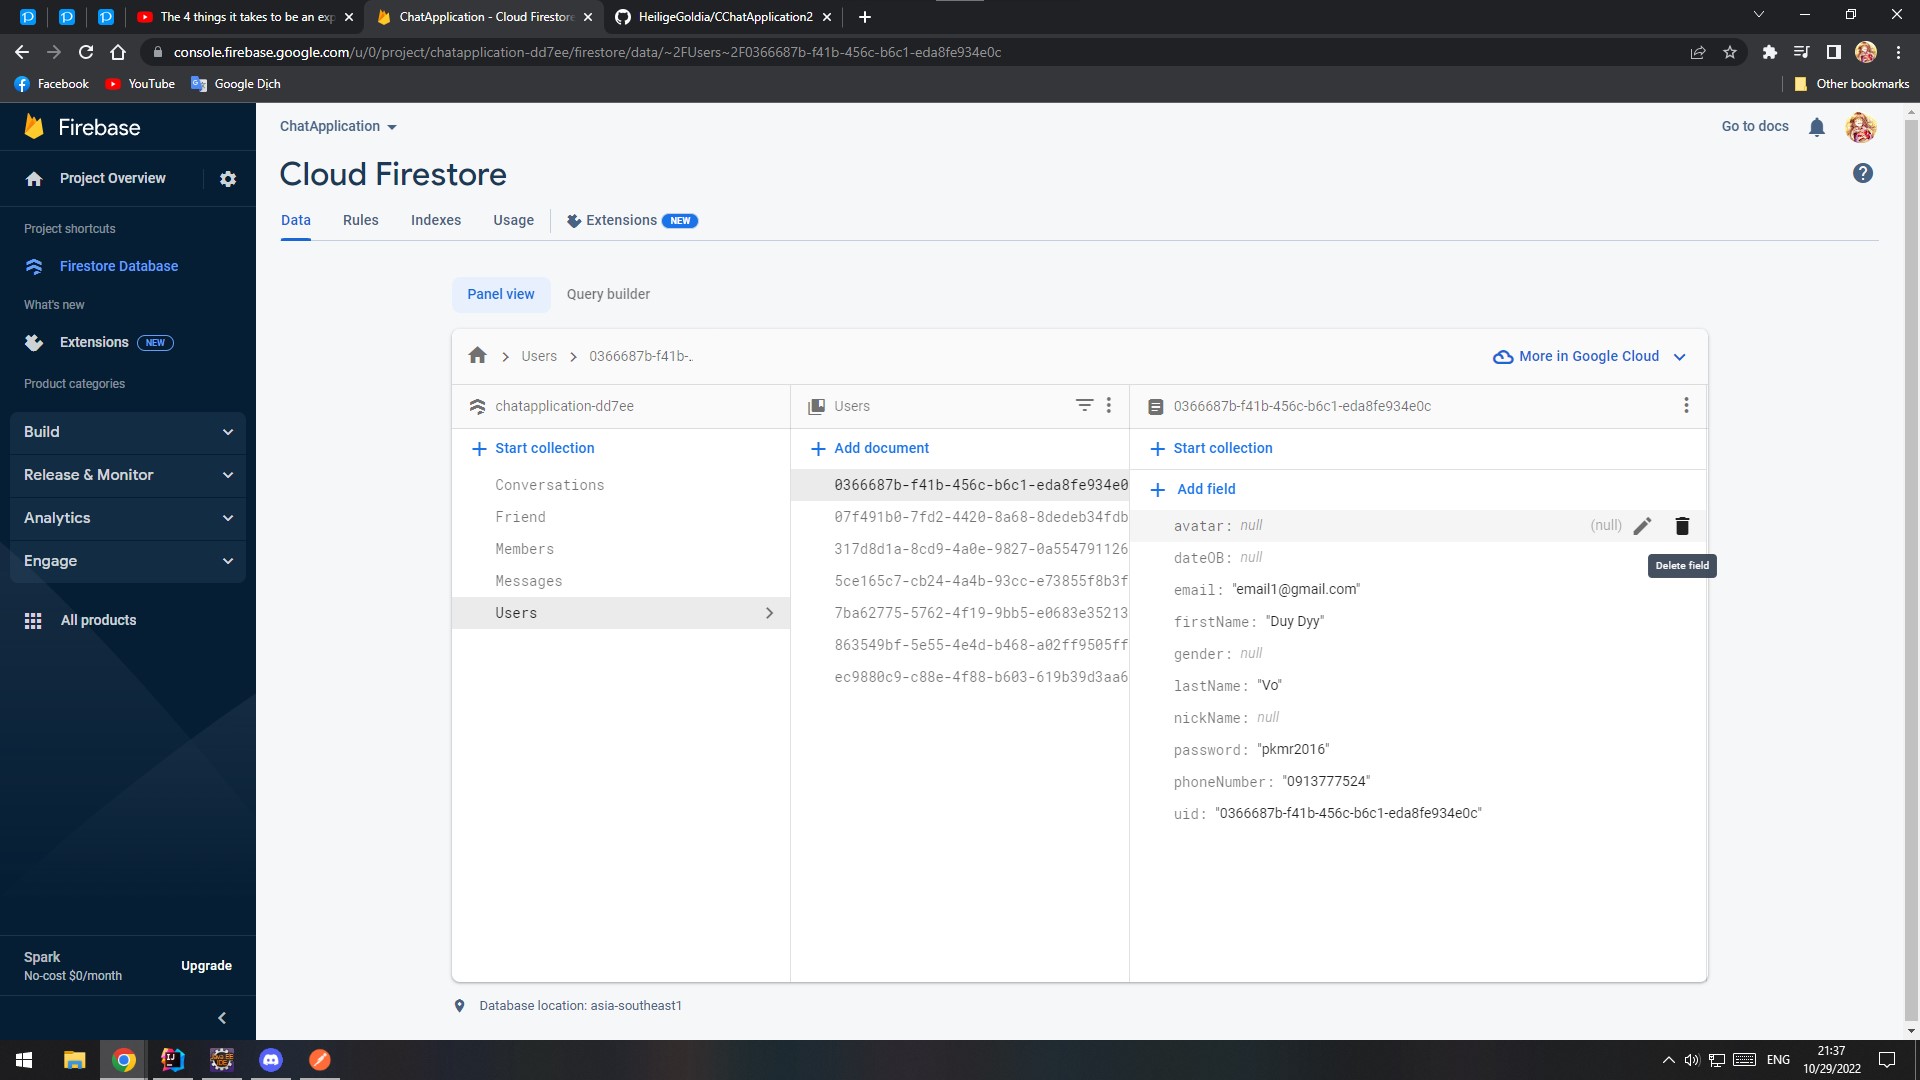 The 4 things it takes to be an exp
ChatApplication - Cloud Firestore
HeiligeGoldia/CChatApplication2
console.firebase.google.com/u/0/project/chatapplication-dd7ee/firestore/data/~2FUsers~2F0366687b-f41b-456c-b6c1-eda8fe934e0c
Facebook
YouTube
Google Dịch
Other bookmarks
Firebase
Project Overview
Project shortcuts
Firestore Database
What's new
Extensions NEW
Product categories
Build
Release & Monitor
Analytics
Engage
All products
Spark
No-cost $0/month
Upgrade
ChatApplication
Go to docs
Cloud Firestore
Data
Rules
Indexes
Usage
Extensions NEW
Panel view
Query builder
Users
0366687b-f41b-..
More in Google Cloud
chatapplication-dd7ee
Start collection
Conversations
Friend
Members
Messages
Users
Users
Add document
0366687b-f41b-456c-b6c1-eda8fe934e0
07f491b0-7fd2-4420-8a68-8dedeb34fdb
317d8d1a-8cd9-4a0e-9827-0a554791126
5ce165c7-cb24-4a4b-93cc-e73855f8b3f
7ba62775-5762-4f19-9bb5-e0683e35213
863549bf-5e55-4e4d-b468-a02ff9505ff
ec9880c9-c88e-4f88-b603-619b39d3aa6
0366687b-f41b-456c-b6c1-eda8fe934e0c
Start collection
Add field
avatar: null
(null)
Delete field
dateOB: null
email: "email1@gmail.com"
firstName: "Duy Dyy"
gender: null
lastName: "Vo"
nickName: null
password: "pkmr2016"
phoneNumber: "0913777524"
uid: "0366687b-f41b-456c-b6c1-eda8fe934e0c"
Database location: asia-southeast1
ENG
21:37
10/29/2022